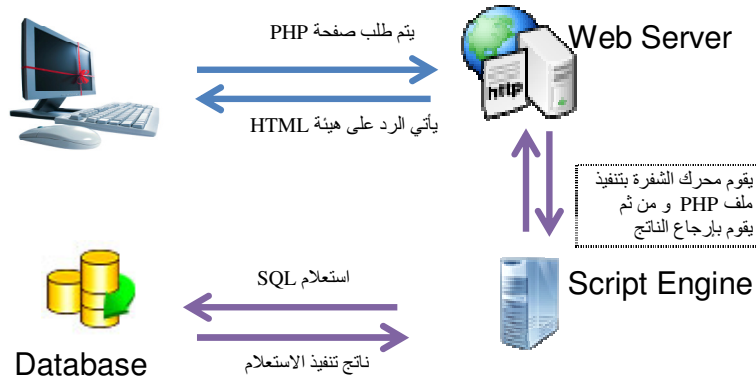 يتم طلب صفحة PHP
Web Server
http
يأتي الرد على هيئة HTML
يقوم محرك الشفرة بتنفيذ
ملف PHP و من ثم
يقوم بإرجاع الناتج
Script Engine
استعلام SQL
ناتج تنفيذ الاستعلام
Database